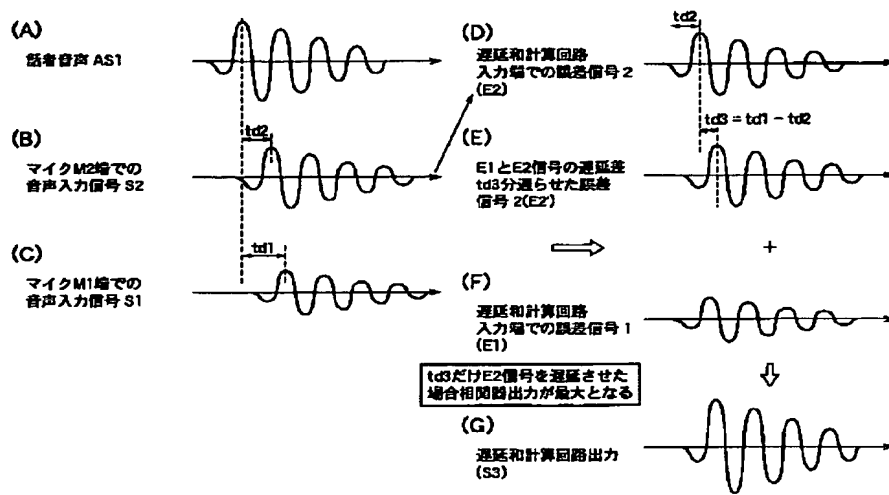 (A)
話者音声 AS1
td2
(B)
マイクM2端での
音声入力信号 S2
td1
(C)
マイクM1端での
音声入力信号 S1
td2
(D)
遅延和計算回路
入力端での誤差信号 2
(E2)
td3 = td1 - td2
(E)
E1とE2信号の遅延差
td3分遅らせた誤差
信号 2(E2')
+
(F)
遅延和計算回路
入力端での誤差信号 1
(E1)
td3だけE2信号を遅延させた
場合相関器出力が最大となる
(G)
遅延和計算回路出力
(S3)